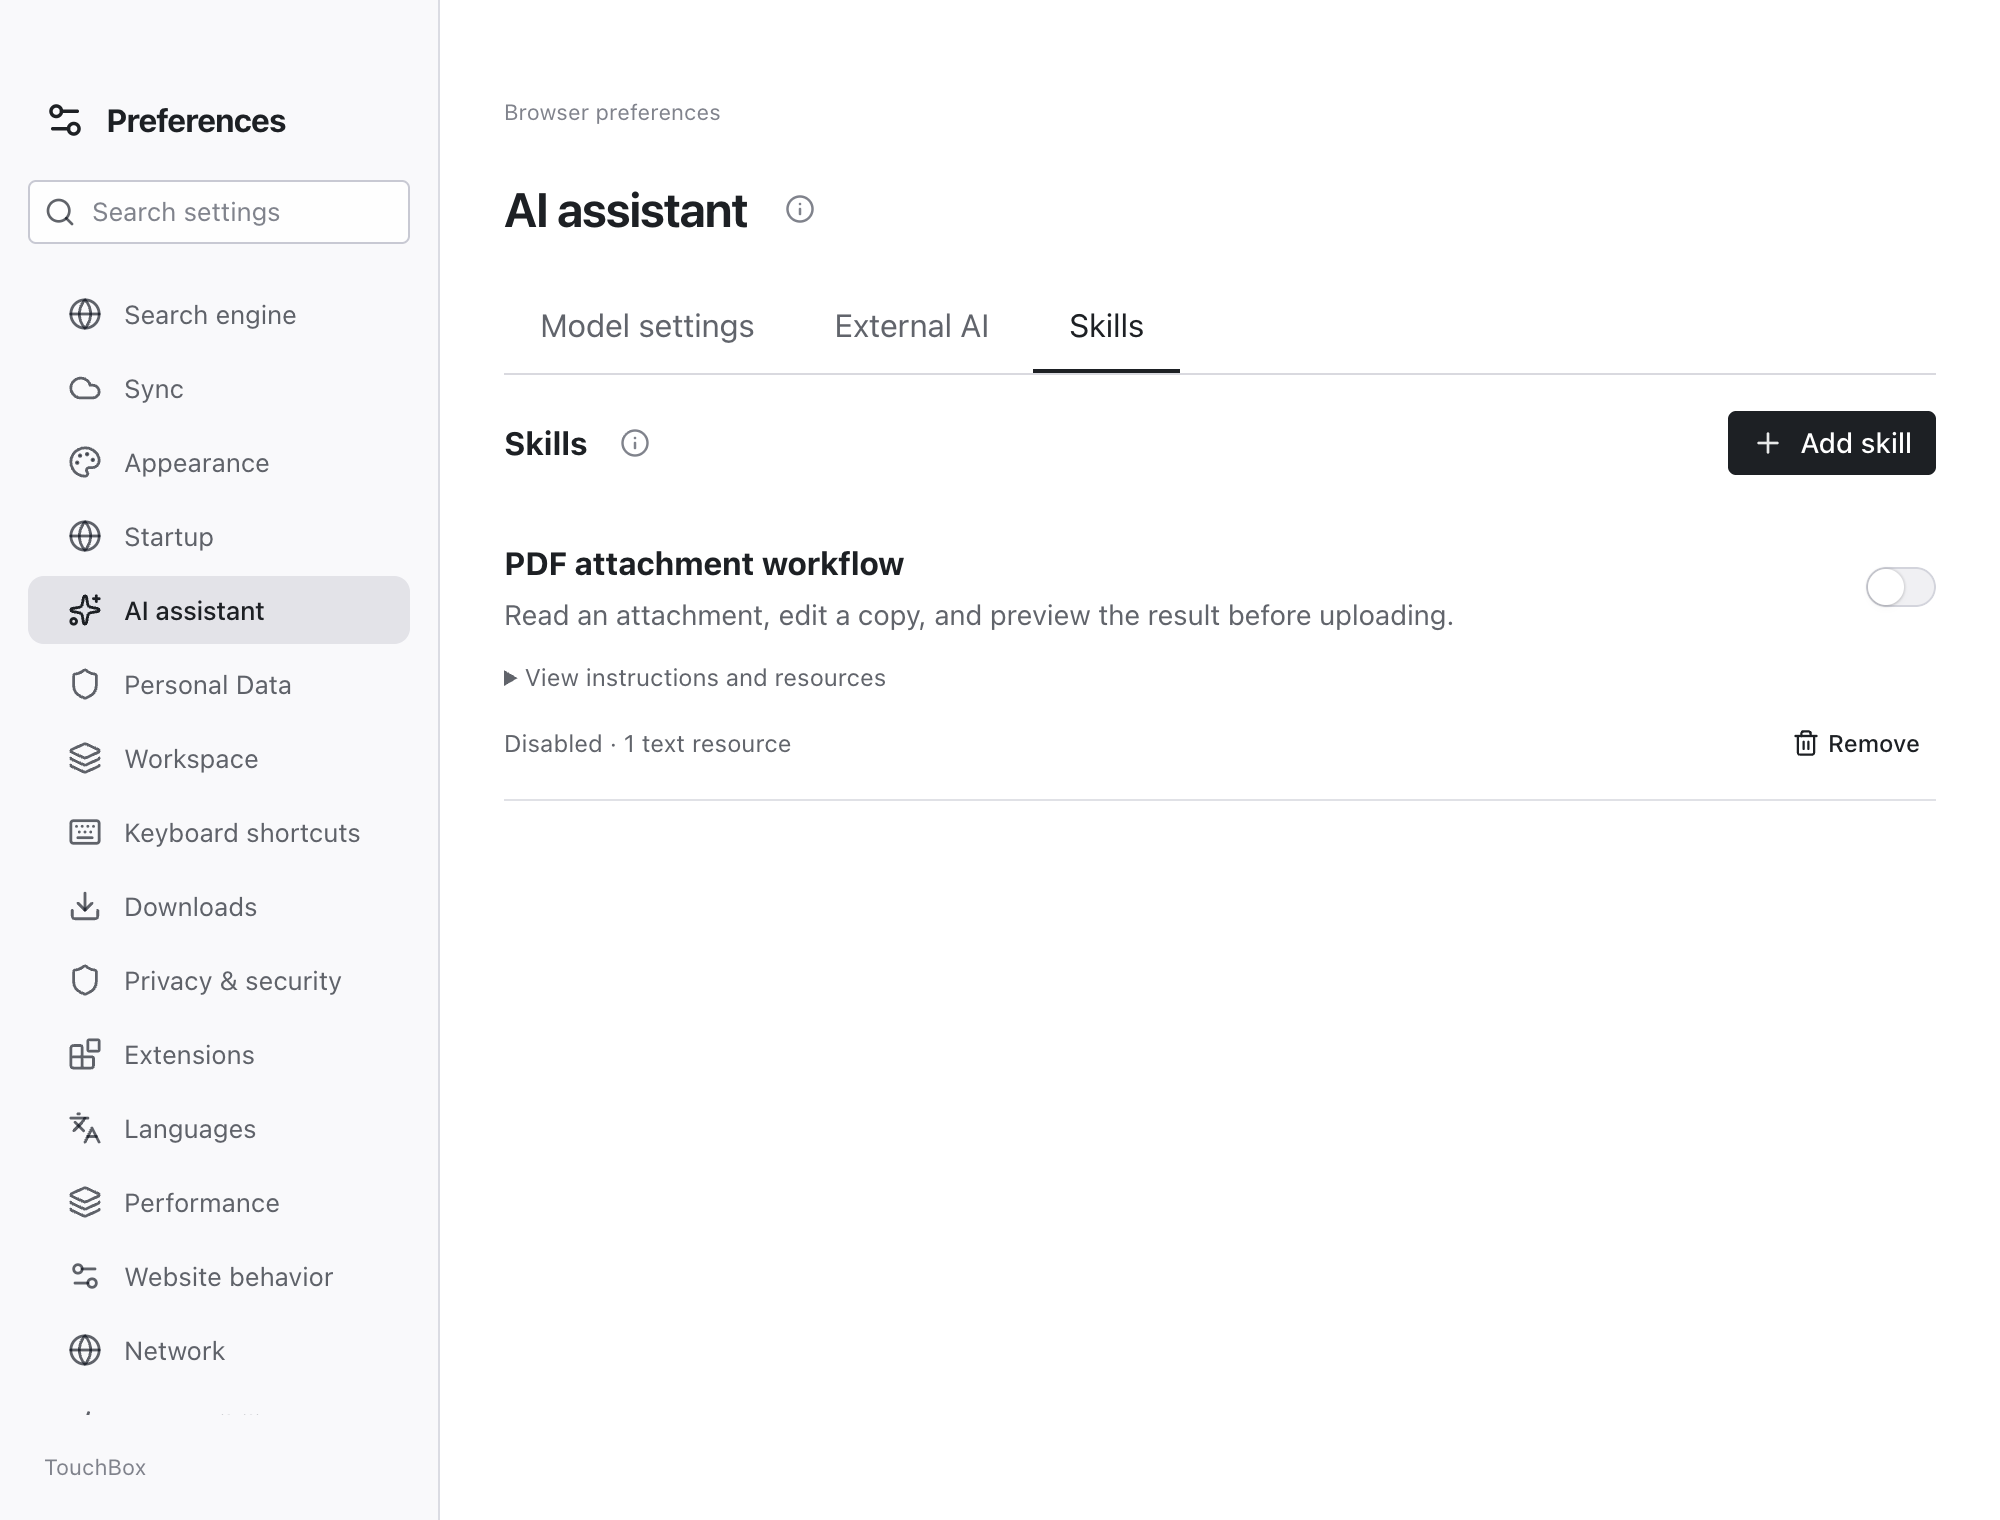 Preferences
Search settings
Search engine
Sync
Appearance
Startup
AI assistant
Personal Data
Workspace
Keyboard shortcuts
Downloads
Privacy & security
Extensions
Languages
Performance
Website behavior
Network
TouchBox
Browser preferences
AI assistant
Model settings External AI Skills
Skills
Add skill
PDF attachment workflow
Read an attachment, edit a copy, and preview the result before uploading.
View instructions and resources
Disabled · 1 text resource
Remove